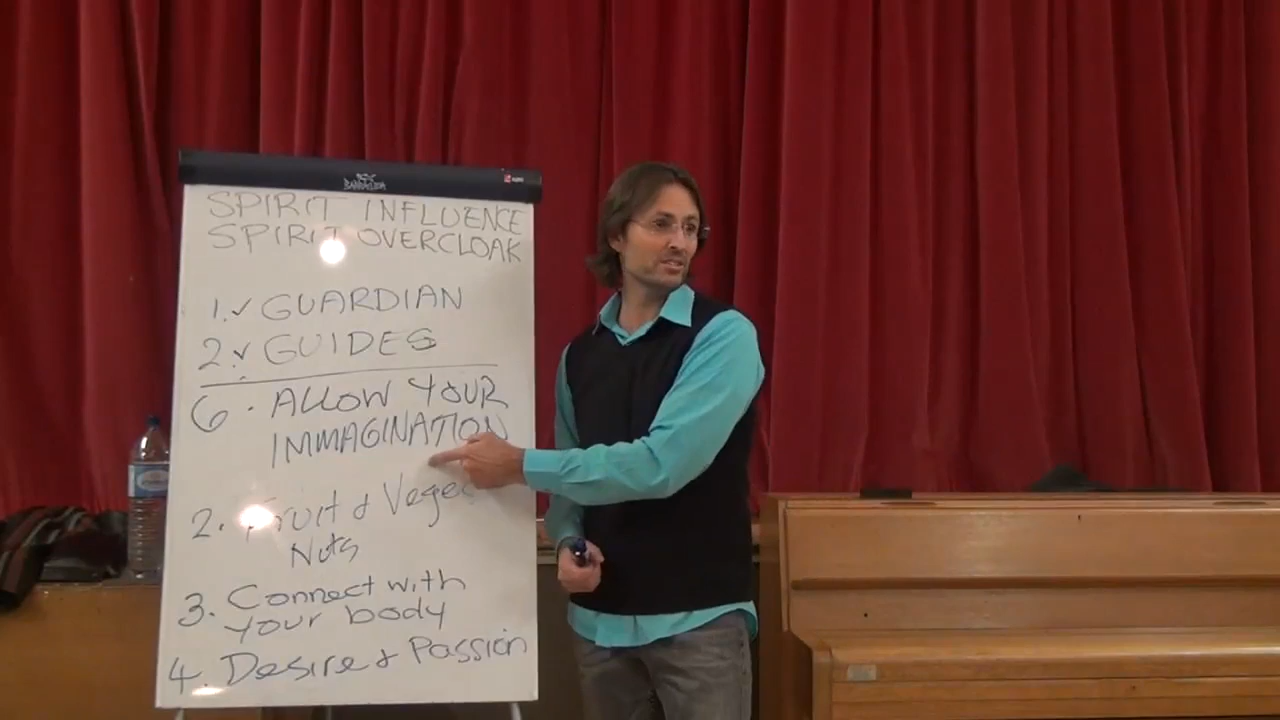 SPIRIT INFLUENCE
SPIRIT OVERCLOAK
1. ✓ GUARDIAN
2. ✓ GUIDES
6. ALLOW YOUR
IMMAGINATION
2. Fruit &
Nuts
3. Connect with
your body
4. Desire & Passion